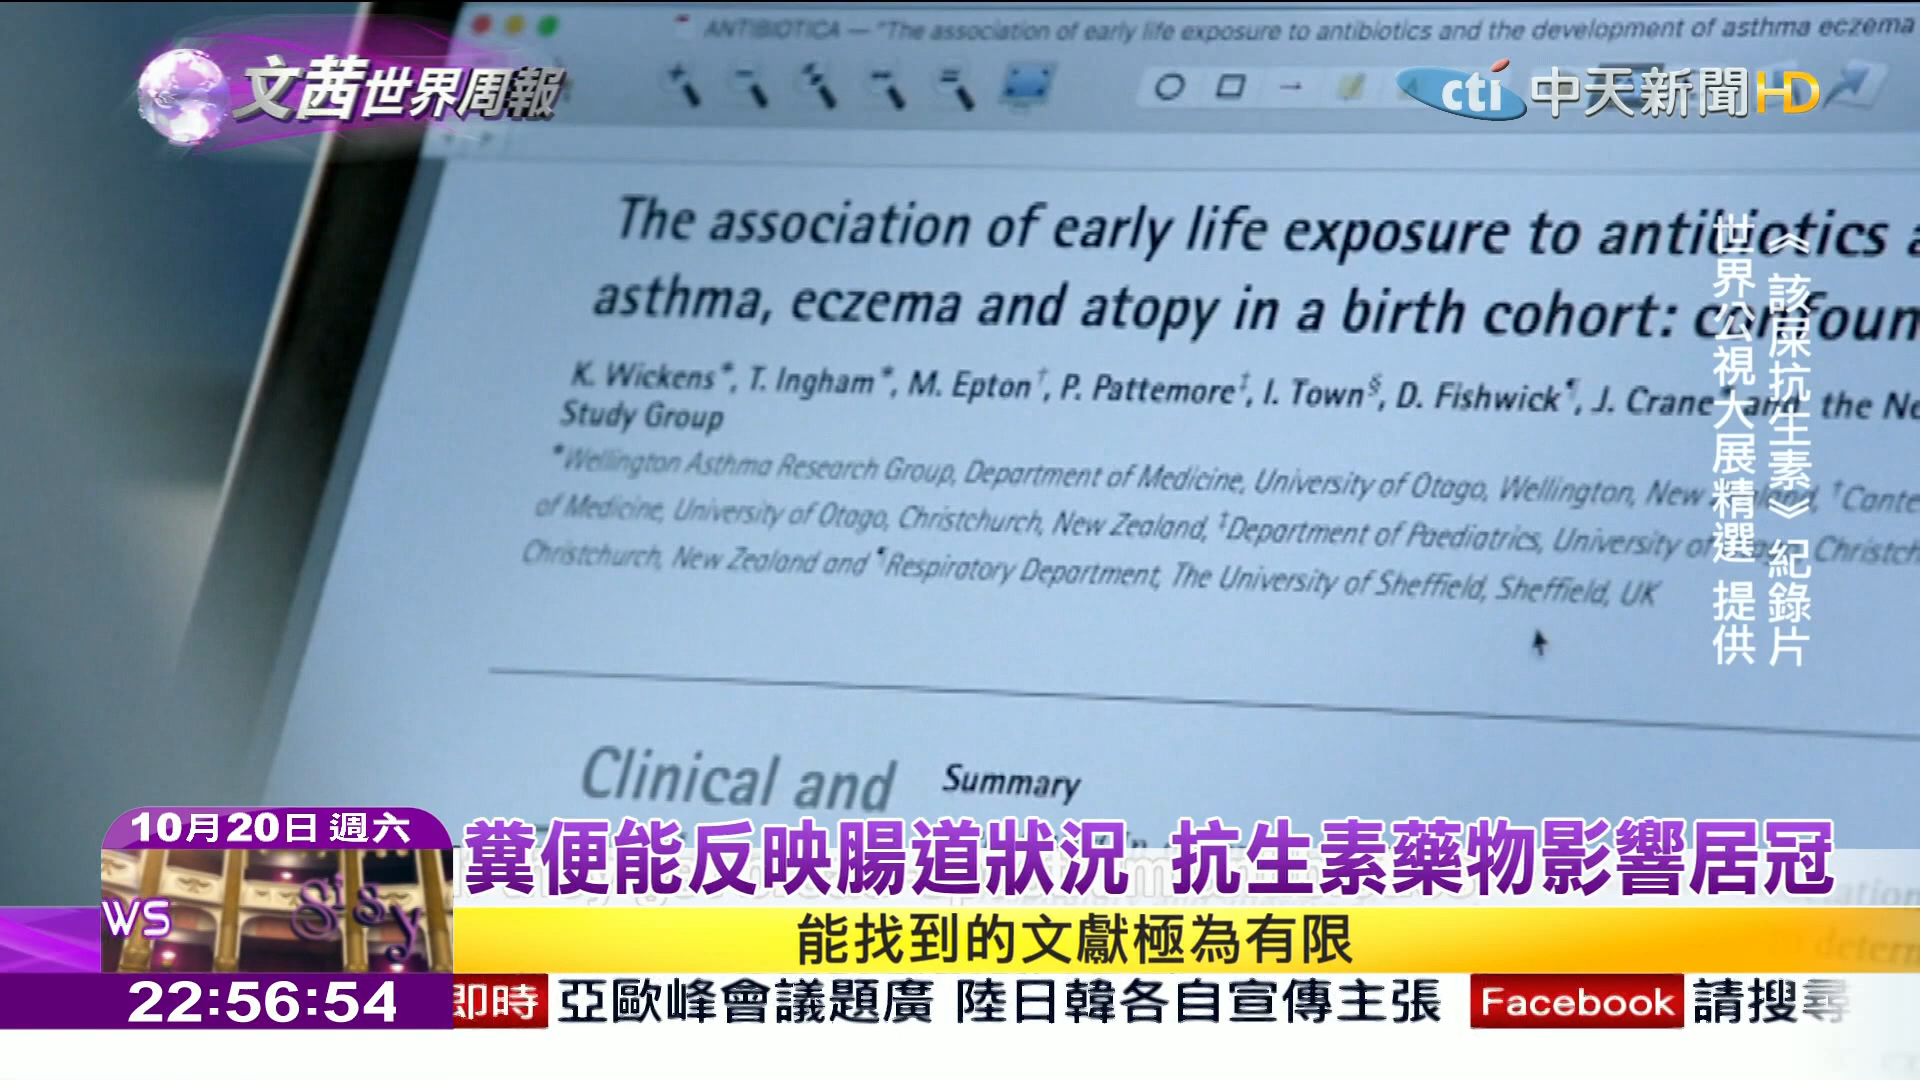 ANTIBIOTICA — "The association of early life exposure to antibiotics and the development of asthma eczema
文茜世界周報
cti 中天新聞HD
The association of early life exposure to antibiotics
asthma, eczema and atopy in a birth cohort:
K. Wickens*, T. Ingham*, M. Epton†, P. Pattemore‡, I. Town§, D. Fishwick¶, J. Crane and the
Study Group
*Wellington Asthma Research Group, Department of Medicine, University of Otago, Wellington, New
of Medicine, University of Otago, Christchurch, New Zealand, ‡Department of Paediatrics, University of
Christchurch, New Zealand and ¶Respiratory Department, The University of Sheffield, Sheffield, UK
《該屎抗生素》紀錄片
世界公視大展精選 提供
Clinical and
Summary
10月20日 週六
糞便能反映腸道狀況 抗生素藥物影響居冠
WS
Sisy
能找到的文獻極為有限
22:56:54
即時 亞歐峰會議題廣 陸日韓各自宣傳主張 Facebook 請搜尋